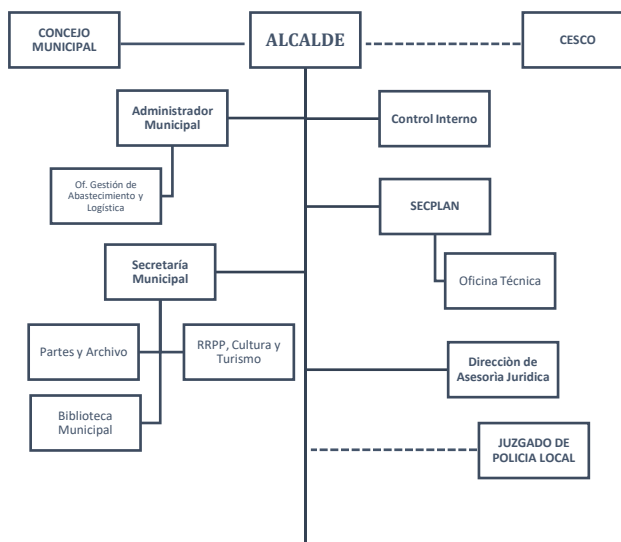 CONCEJO
MUNICIPAL
ALCALDE
CESCO
Administrador
Municipal
Control Interno
Of. Gestión de
Abastecimiento y
Logística
SECPLAN
Secretaría
Municipal
Oficina Técnica
Partes y Archivo
RRPP, Cultura y
Turismo
Direcciòn de
Asesorìa Juridica
Biblioteca
Municipal
JUZGADO DE
POLICIA LOCAL